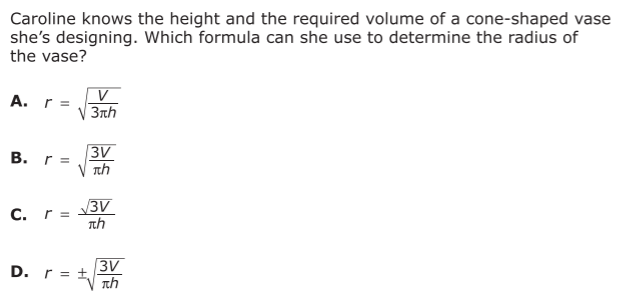 Caroline knows the height and the required volume of a cone-shaped vase
she's designing. Which formula can she use to determine the radius of
the vase?
A. r = √(V/3πh)
B. r = √(3V/πh)
C. r = √3V/πh
D. r = ±√(3V/πh)